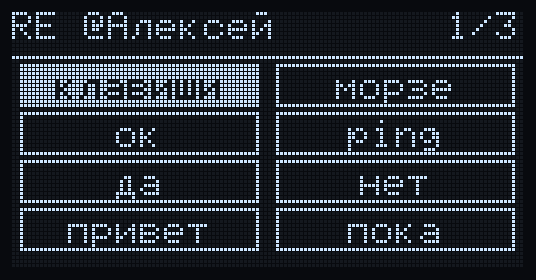 RE @Алексей 1/3
клавиши морзе
ок ping
да нет
привет пока